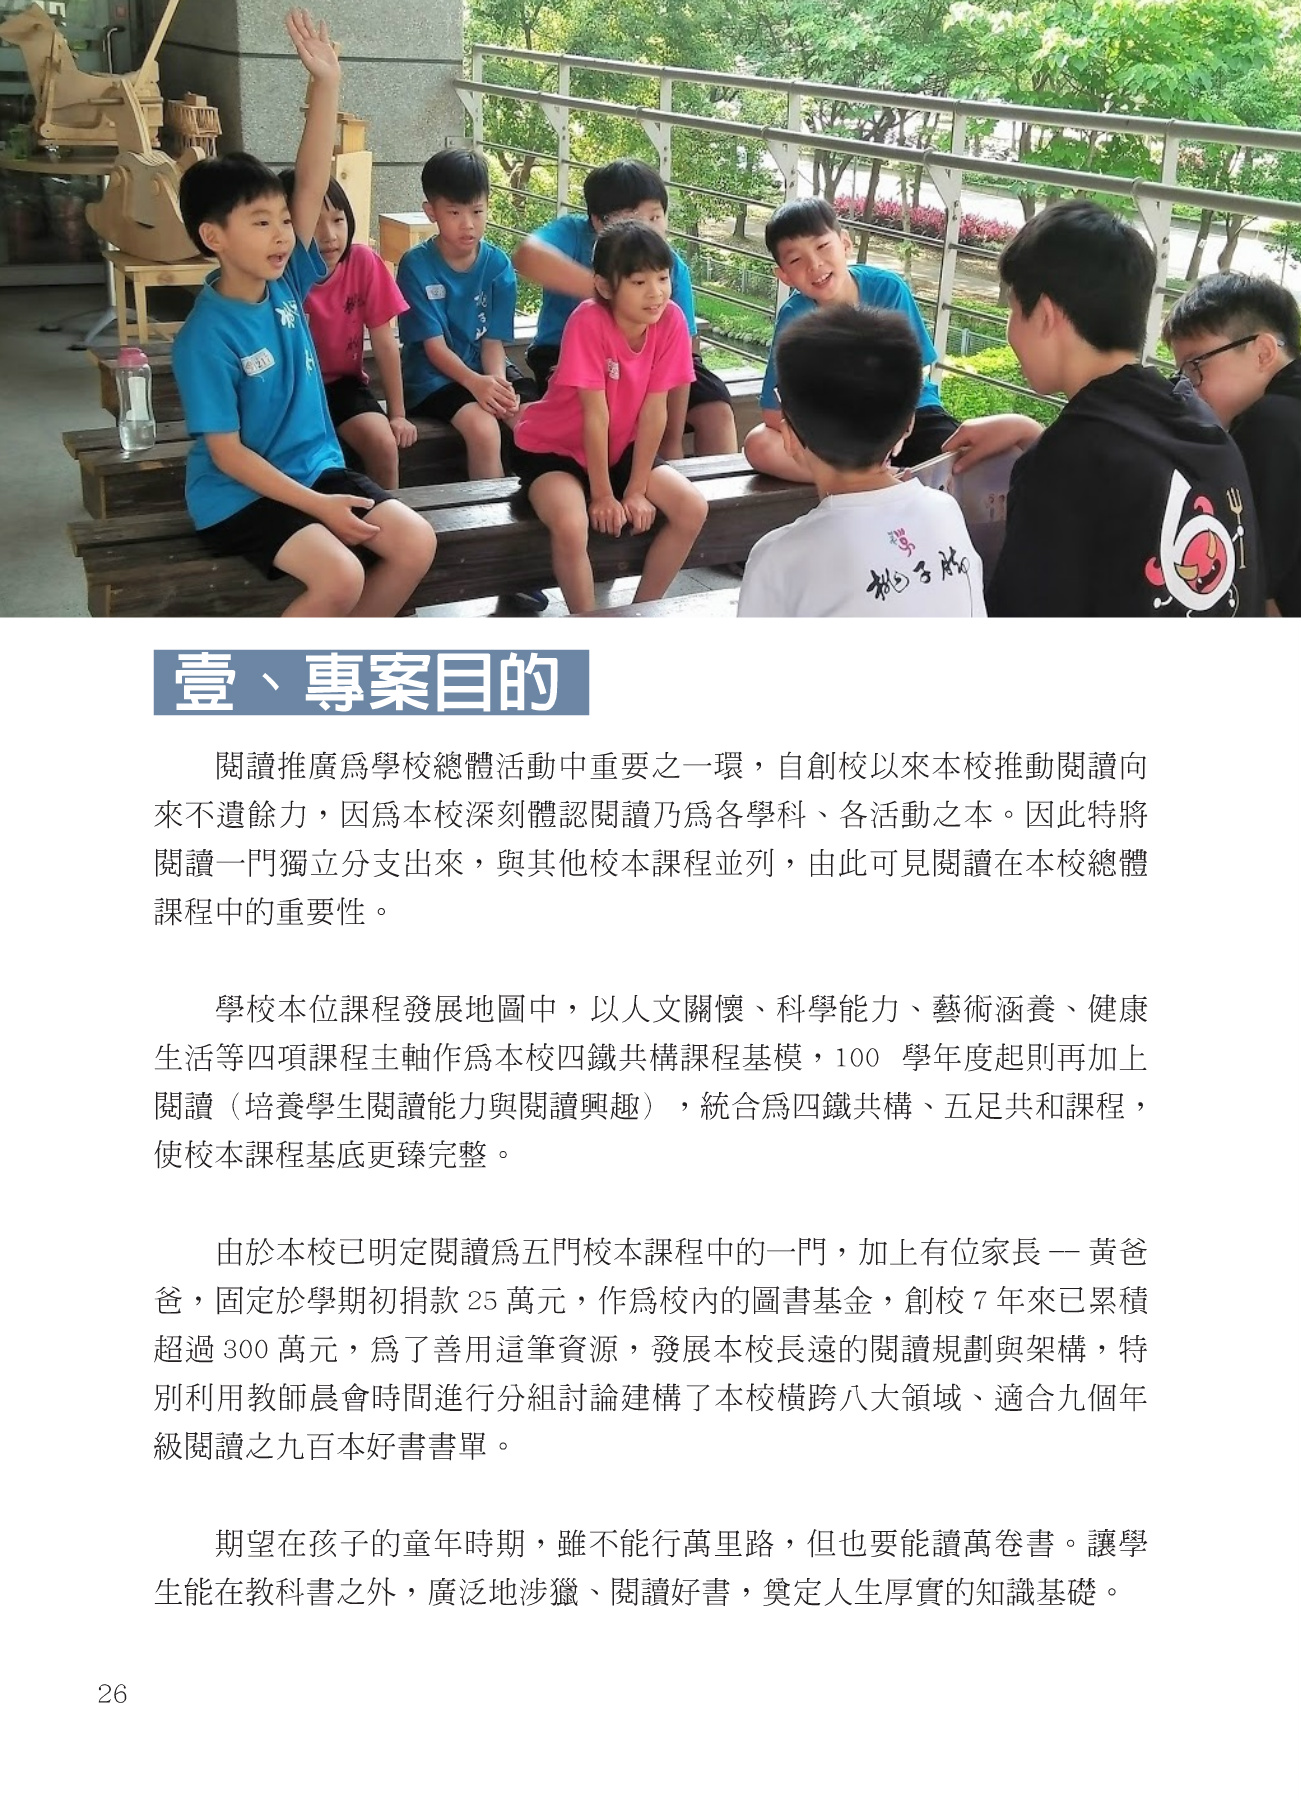 桃子腳
壹、專案目的
閱讀推廣為學校總體活動中重要之一環，自創校以來本校推動閱讀向
來不遺餘力，因為本校深刻體認閱讀乃為各學科、各活動之本。因此特將
閱讀一門獨立分支出來，與其他校本課程並列，由此可見閱讀在本校總體
課程中的重要性。
學校本位課程發展地圖中，以人文關懷、科學能力、藝術涵養、健康
生活等四項課程主軸作為本校四鐵共構課程基模，100 學年度起則再加上
閱讀（培養學生閱讀能力與閱讀興趣），統合為四鐵共構、五足共和課程，
使校本課程基底更臻完整。
由於本校已明定閱讀為五門校本課程中的一門，加上有位家長 –– 黃爸
爸，固定於學期初捐款 25 萬元，作為校內的圖書基金，創校 7 年來已累積
超過 300 萬元，為了善用這筆資源，發展本校長遠的閱讀規劃與架構，特
別利用教師晨會時間進行分組討論建構了本校橫跨八大領域、適合九個年
級閱讀之九百本好書書單。
期望在孩子的童年時期，雖不能行萬里路，但也要能讀萬卷書。讓學
生能在教科書之外，廣泛地涉獵、閱讀好書，奠定人生厚實的知識基礎。
26